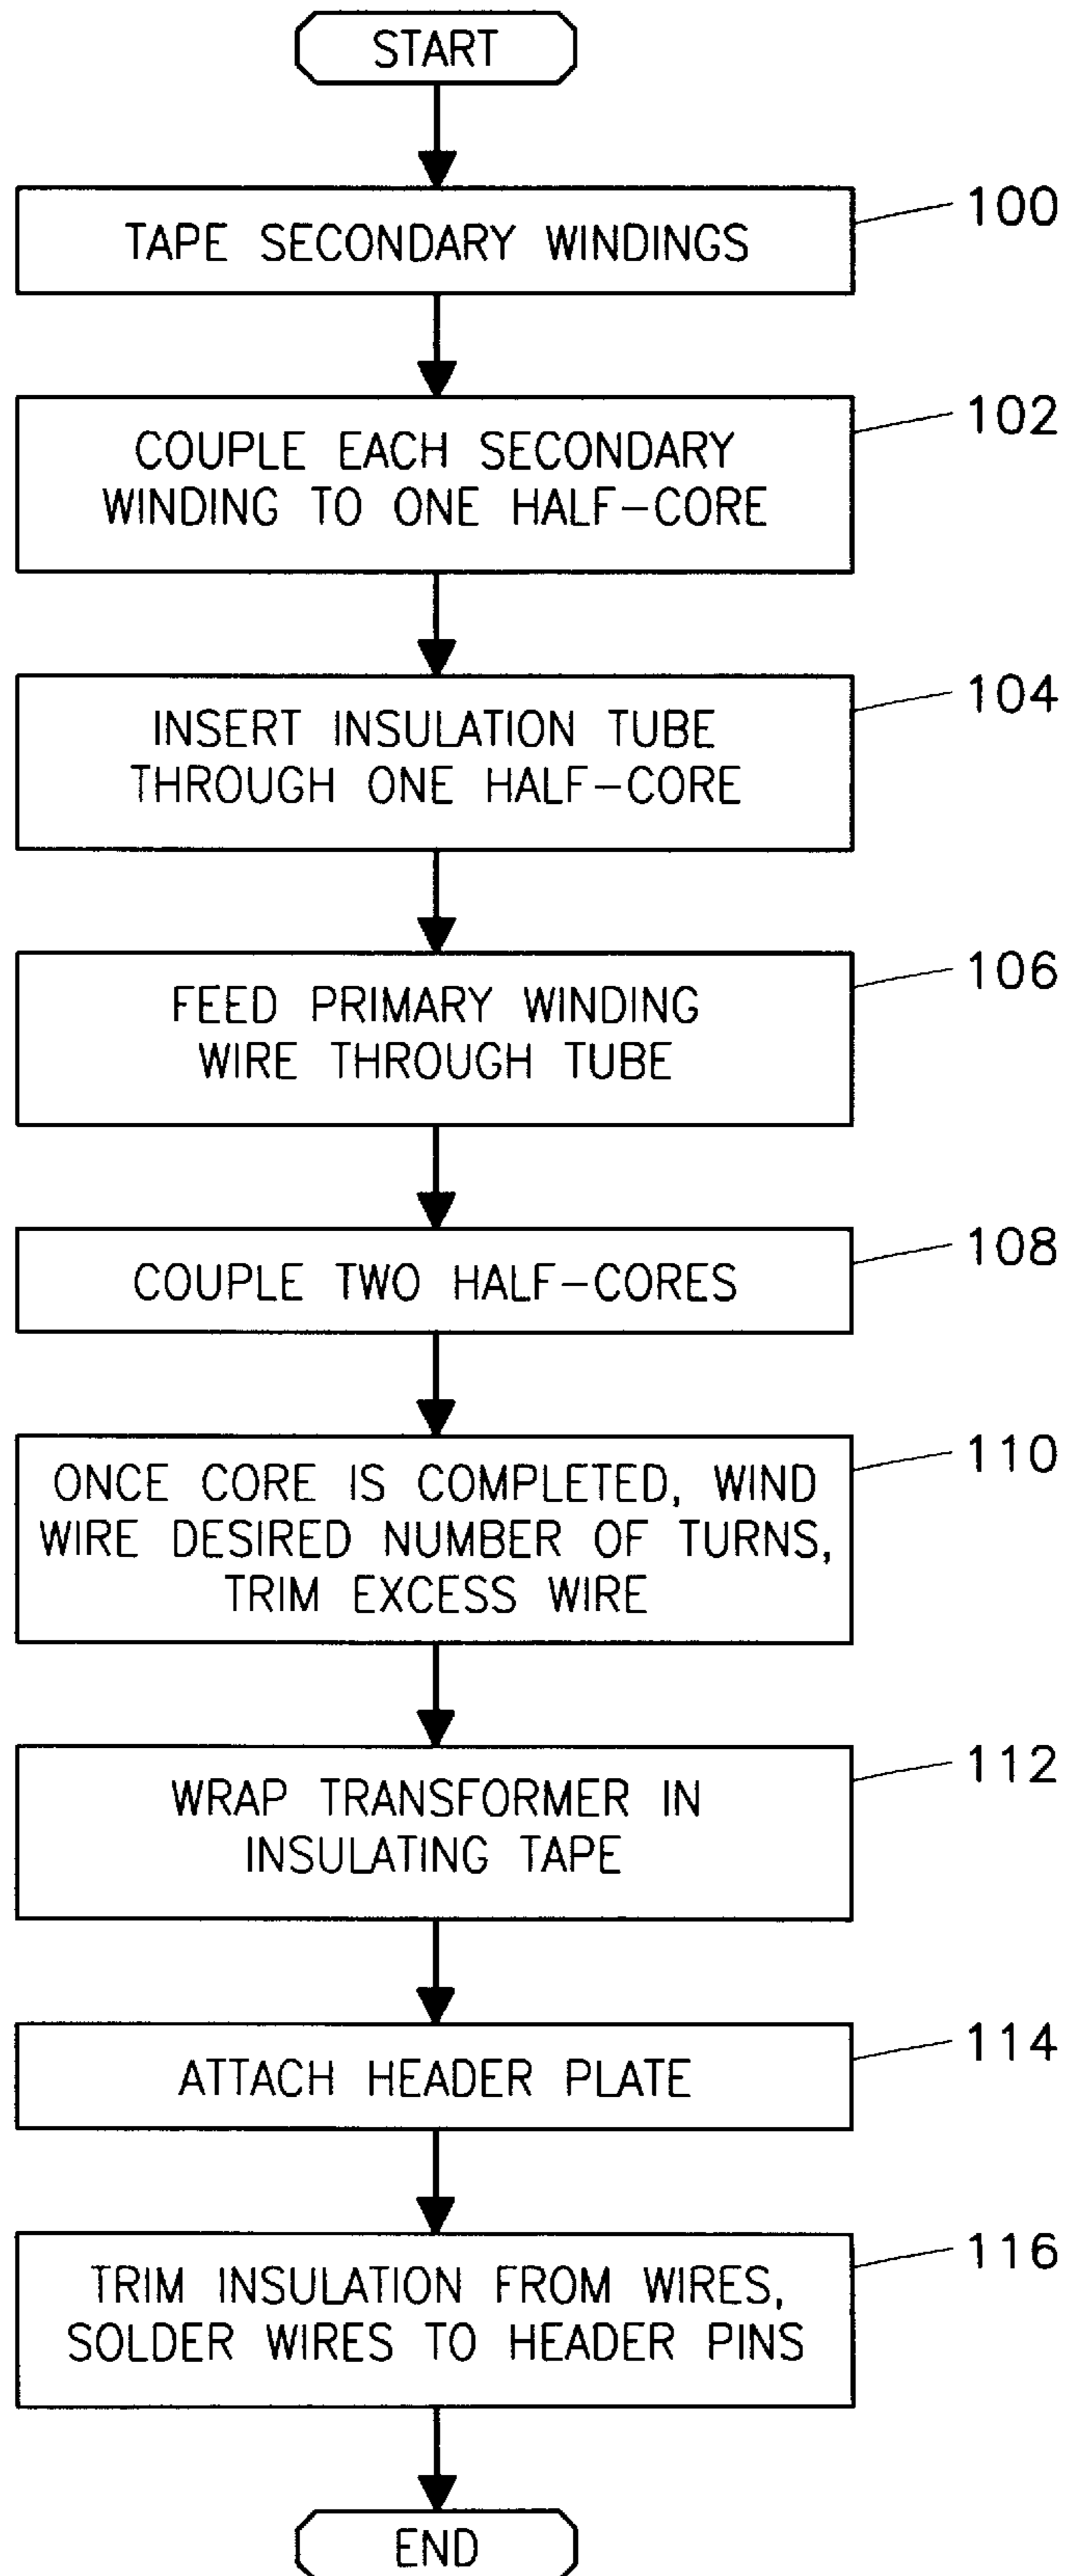 START
TAPE SECONDARY WINDINGS
100
COUPLE EACH SECONDARY
WINDING TO ONE HALF-CORE
102
INSERT INSULATION TUBE
THROUGH ONE HALF-CORE
104
FEED PRIMARY WINDING
WIRE THROUGH TUBE
106
COUPLE TWO HALF-CORES
108
ONCE CORE IS COMPLETED, WIND
WIRE DESIRED NUMBER OF TURNS,
TRIM EXCESS WIRE
110
WRAP TRANSFORMER IN
INSULATING TAPE
112
ATTACH HEADER PLATE
114
TRIM INSULATION FROM WIRES,
SOLDER WIRES TO HEADER PINS
116
END